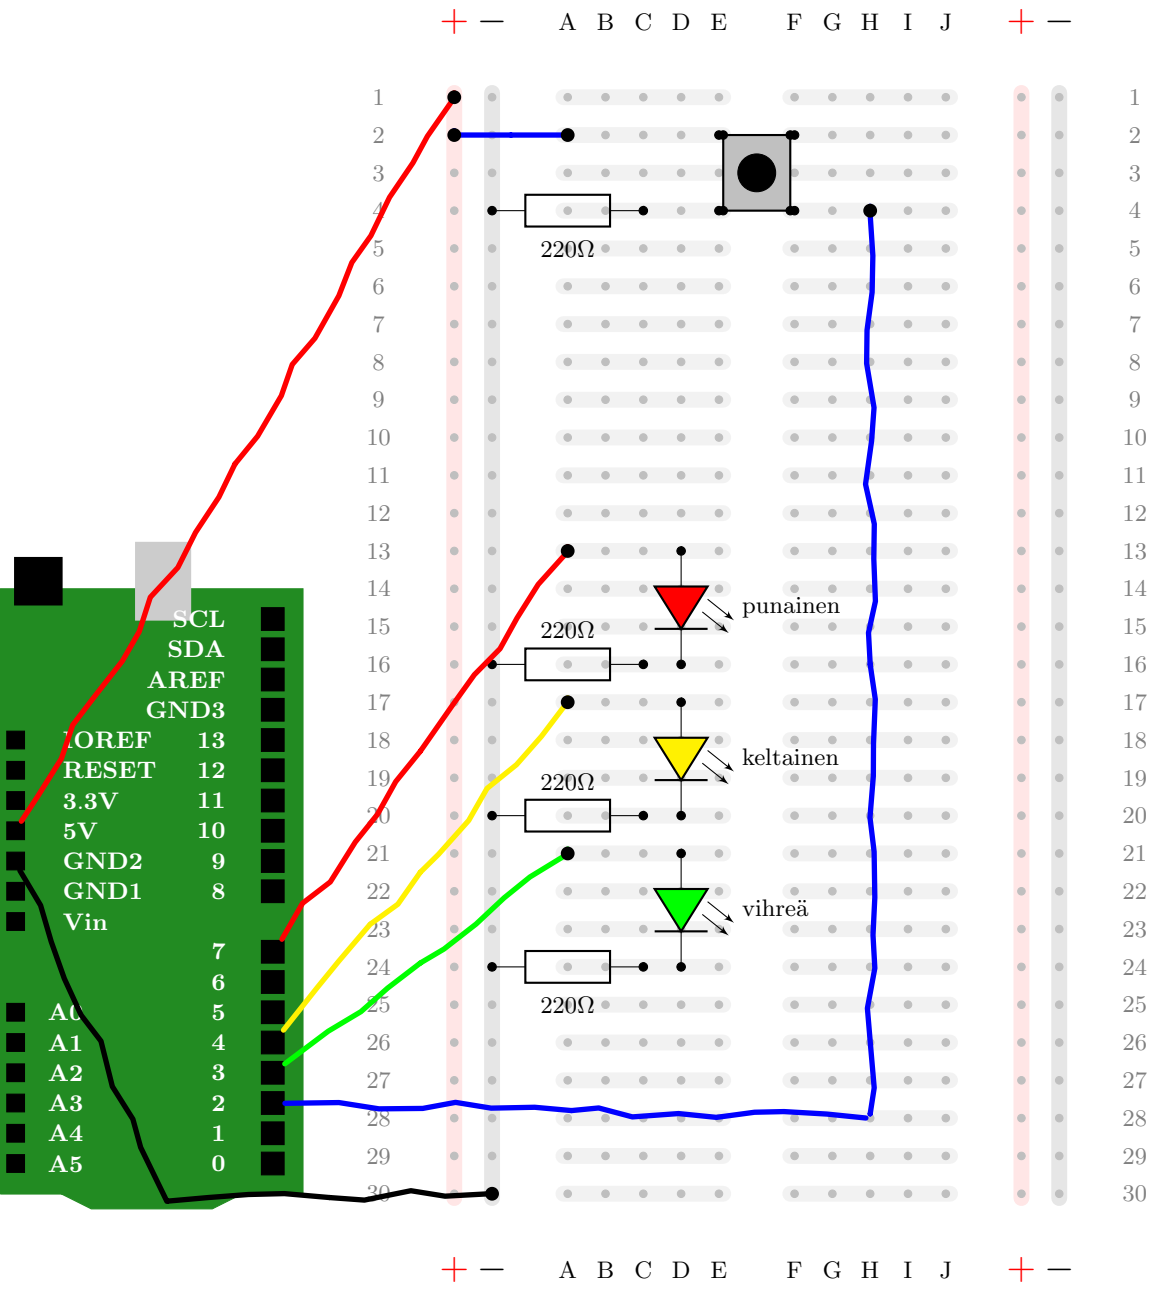 + − A B C D E F G H I J + −
1 1
2 2
3 3
4 4
220Ω
5 5
6 6
7 7
8 8
9 9
10 10
11 11
12 12
13 13
14 14
punainen
SCL 15 220Ω 15
SDA
AREF 16 16
GND3 17 17
IOREF 13 18 18
keltainen
RESET 12 19 220Ω 19
3.3V 11
5V 10 20 20
GND2 9 21 21
GND1 8 22 22
vihreä
Vin 23 23
7
6 24 24
A0 5 25 220Ω 25
A1 4 26 26
A2 3 27 27
A3 2 28 28
A4 1
A5 0 29 29
30 30
+ − A B C D E F G H I J + −